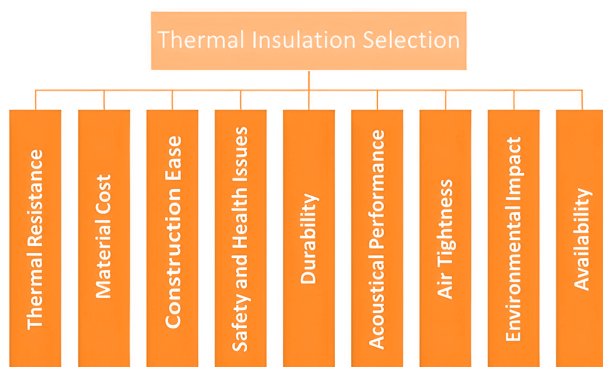 Thermal Insulation Selection
Thermal Resistance
Material Cost
Construction Ease
Safety and Health Issues
Durability
Acoustical Performance
Air Tightness
Environmental Impact
Availability